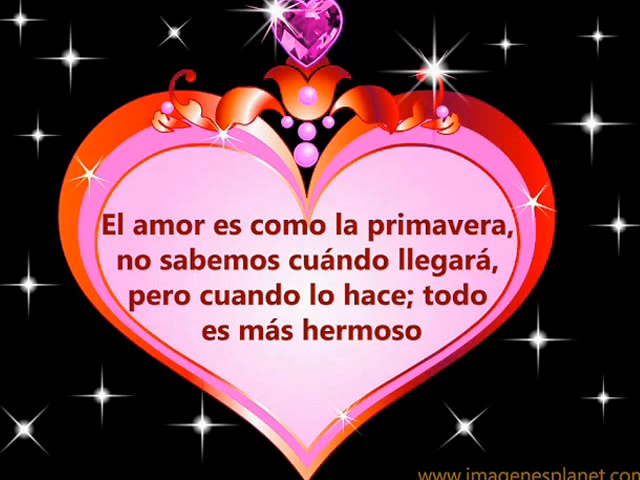 El amor es como la primavera,
no sabemos cuándo llegará,
pero cuando lo hace; todo
es más hermoso
www.imagenesplanet.com